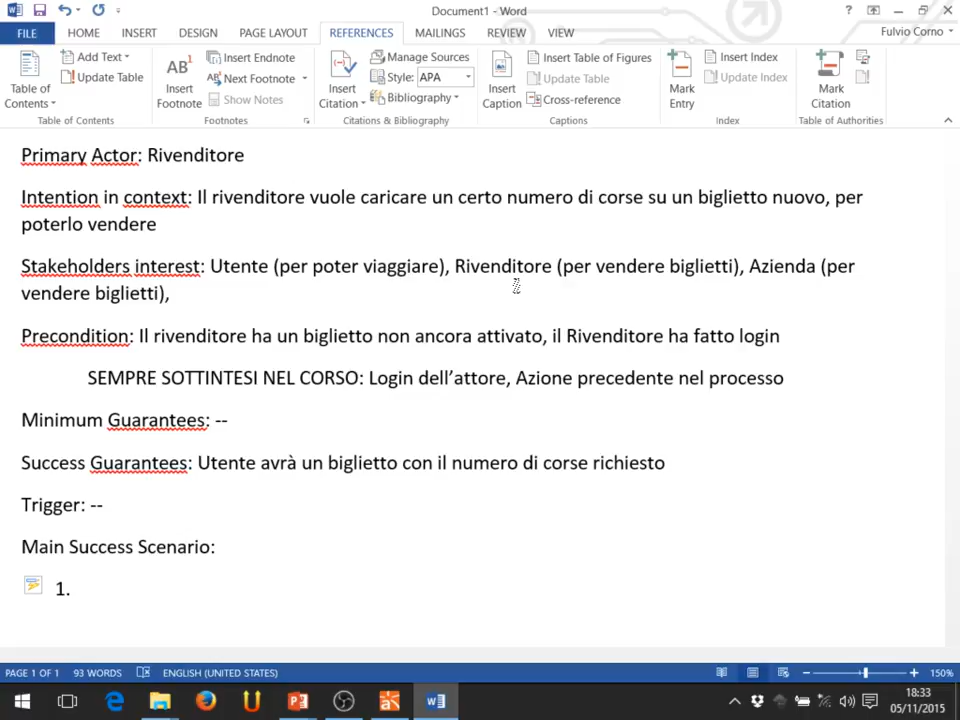 Document1 - Word
FILE HOME INSERT DESIGN PAGE LAYOUT REFERENCES MAILINGS REVIEW VIEW Fulvio Corno
Table of Contents
Add Text
Update Table
Table of Contents
AB¹ Insert Footnote
Insert Endnote
Next Footnote
Show Notes
Footnotes
Insert Citation
Manage Sources
Style: APA
Bibliography
Citations & Bibliography
Insert Caption
Insert Table of Figures
Update Table
Cross-reference
Captions
Mark Entry
Insert Index
Update Index
Index
Mark Citation
Table of Authorities
Primary Actor: Rivenditore
Intention in context: Il rivenditore vuole caricare un certo numero di corse su un biglietto nuovo, per
poterlo vendere
Stakeholders interest: Utente (per poter viaggiare), Rivenditore (per vendere biglietti), Azienda (per
vendere biglietti),
Precondition: Il rivenditore ha un biglietto non ancora attivato, il Rivenditore ha fatto login
SEMPRE SOTTINTESI NEL CORSO: Login dell’attore, Azione precedente nel processo
Minimum Guarantees: --
Success Guarantees: Utente avrà un biglietto con il numero di corse richiesto
Trigger: --
Main Success Scenario:
1.
PAGE 1 OF 1 93 WORDS ENGLISH (UNITED STATES) 150%
18:33
05/11/2015